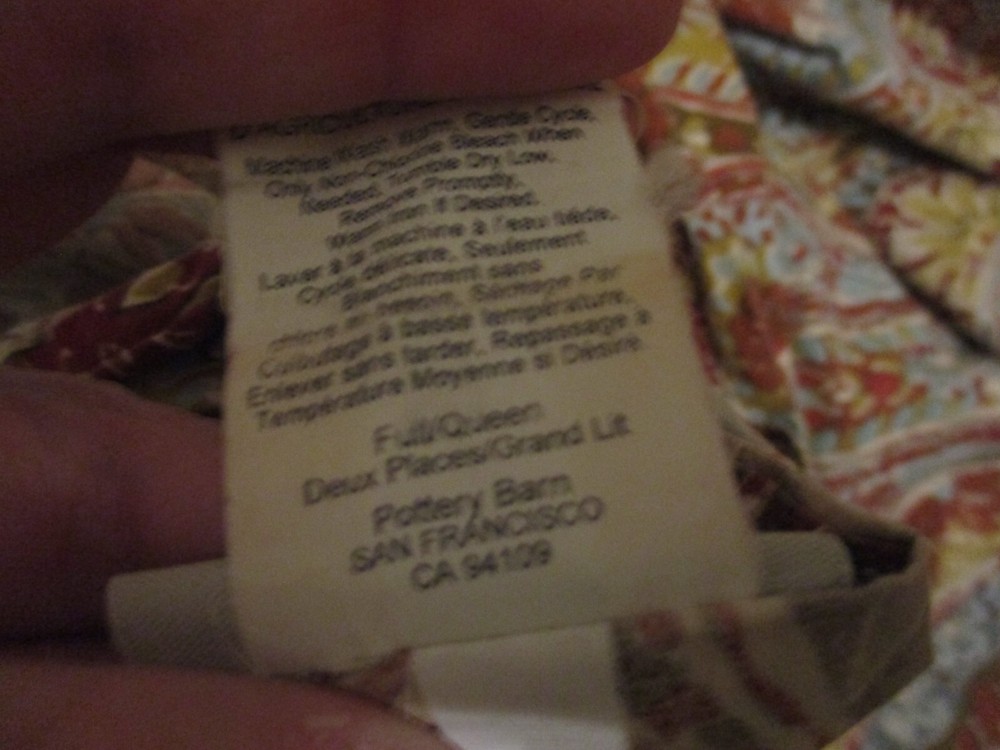 Machine Wash Warm, Gentle Cycle,
Only Non-Chlorine Bleach When
Needed, Tumble Dry Low,
Remove Promptly,
Warm Iron If Desired.
Laver à la machine à l'eau tiède,
Cycle délicate, Seulement
Blanchiment sans
chlore au besoin, Séchage Par
Culbutage à basse température,
Enlever sans tarder, Repassage à
Température Moyenne si Désiré
Full/Queen
Deux Places/Grand Lit
Pottery Barn
SAN FRANCISCO
CA 94109